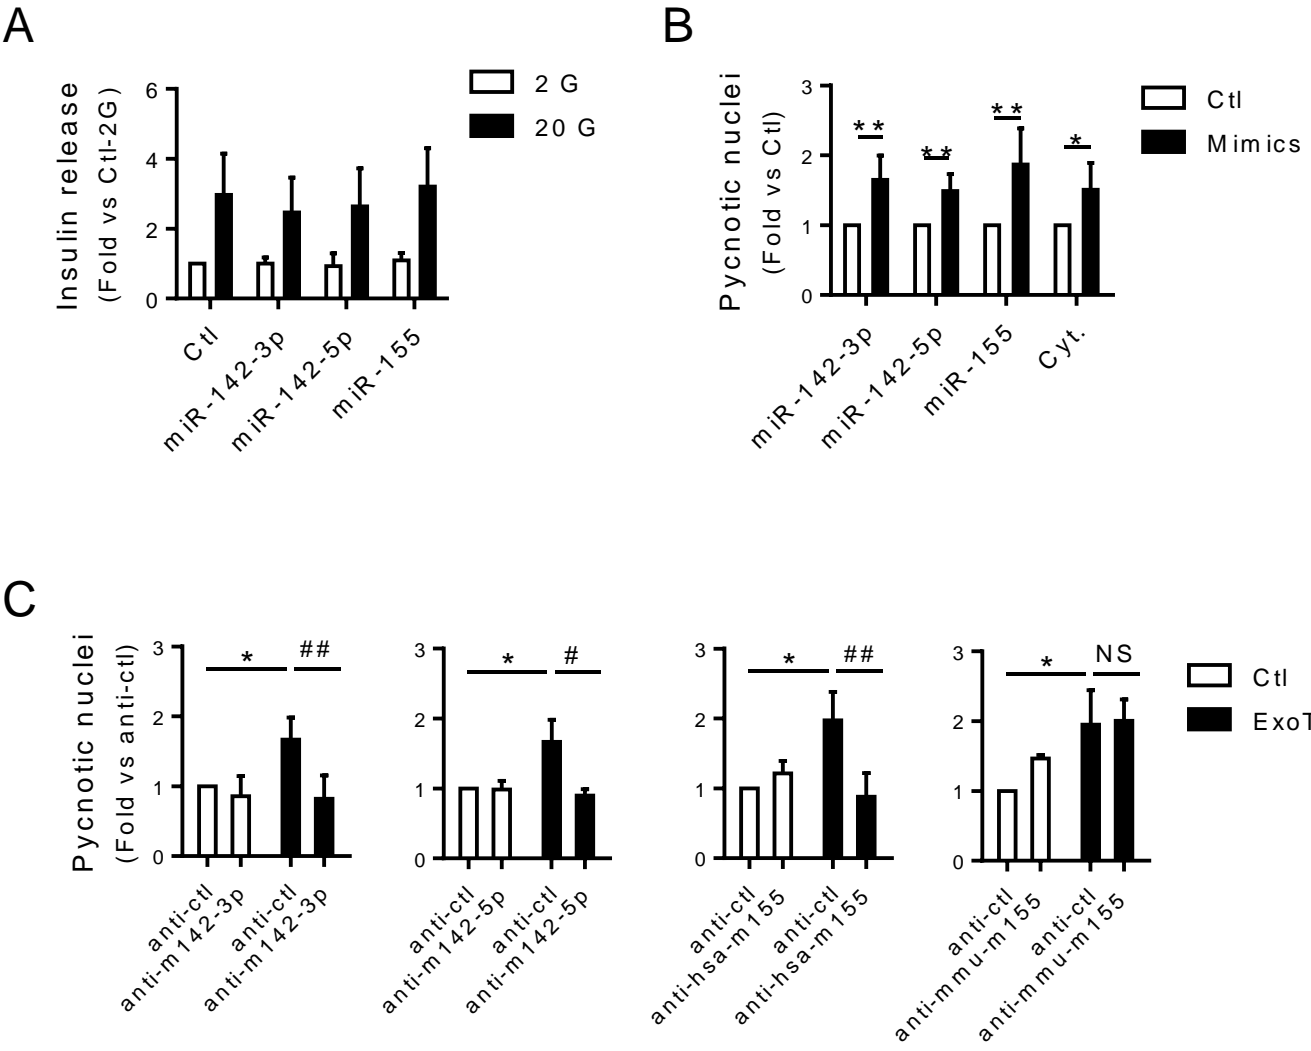 A
Insulin release
(Fold vs Ctl-2G)
6
4
2
0
2 G
20 G
Ctl
miR-142-3p
miR-142-5p
miR-155
B
Pycnotic nuclei
(Fold vs Ctl)
3
2
1
0
**
**
**
*
Ctl
Mimics
miR-142-3p
miR-142-5p
miR-155
Cyt.
C
Pycnotic nuclei
(Fold vs anti-ctl)
3
2
1
0
*
##
anti-ctl
anti-m142-3p
anti-ctl
anti-m142-3p
3
2
1
0
*
#
anti-ctl
anti-m142-5p
anti-ctl
anti-m142-5p
3
2
1
0
*
##
anti-ctl
anti-hsa-m155
anti-ctl
anti-hsa-m155
3
2
1
0
*
NS
anti-ctl
anti-mmu-m155
anti-ctl
anti-mmu-m155
Ctl
ExoT